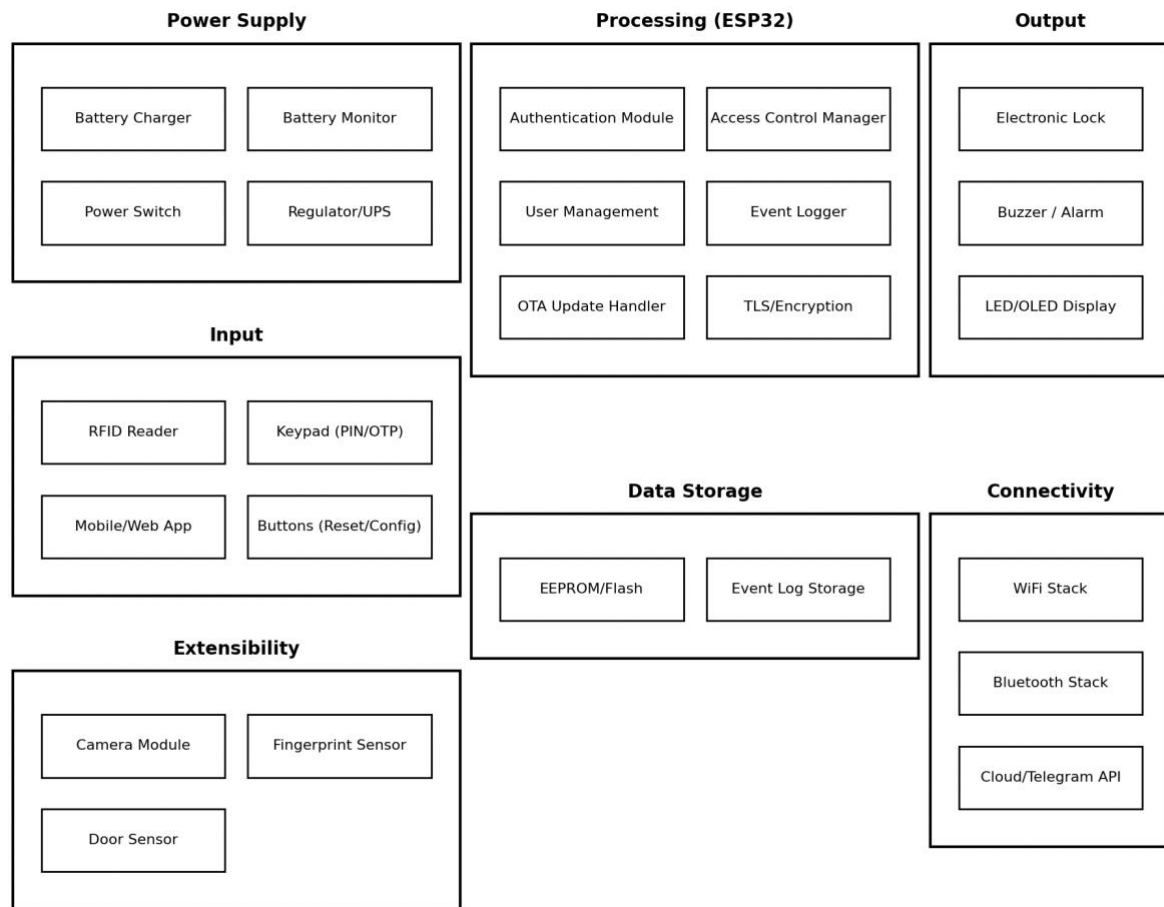 Power Supply
Battery Charger
Battery Monitor
Power Switch
Regulator/UPS
Processing (ESP32)
Authentication Module
Access Control Manager
User Management
Event Logger
OTA Update Handler
TLS/Encryption
Output
Electronic Lock
Buzzer / Alarm
LED/OLED Display
Input
RFID Reader
Keypad (PIN/OTP)
Mobile/Web App
Buttons (Reset/Config)
Data Storage
EEPROM/Flash
Event Log Storage
Connectivity
WiFi Stack
Bluetooth Stack
Cloud/Telegram API
Extensibility
Camera Module
Fingerprint Sensor
Door Sensor